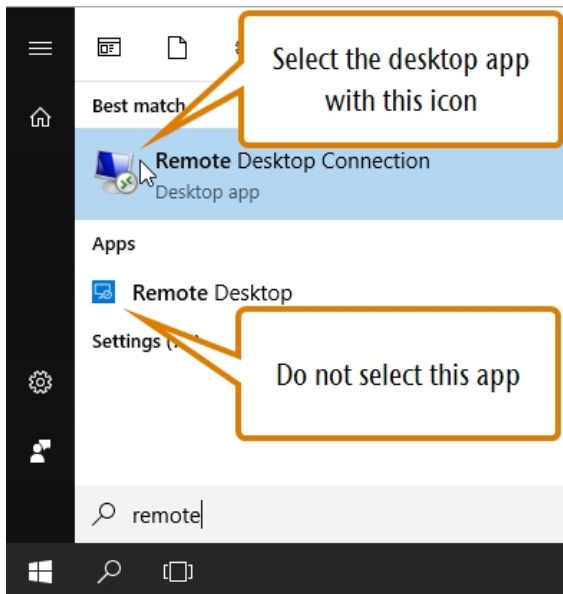 Select the desktop app
with this icon
Best match
Remote Desktop Connection
Desktop app
Apps
Remote Desktop
Settings
Do not select this app
remote